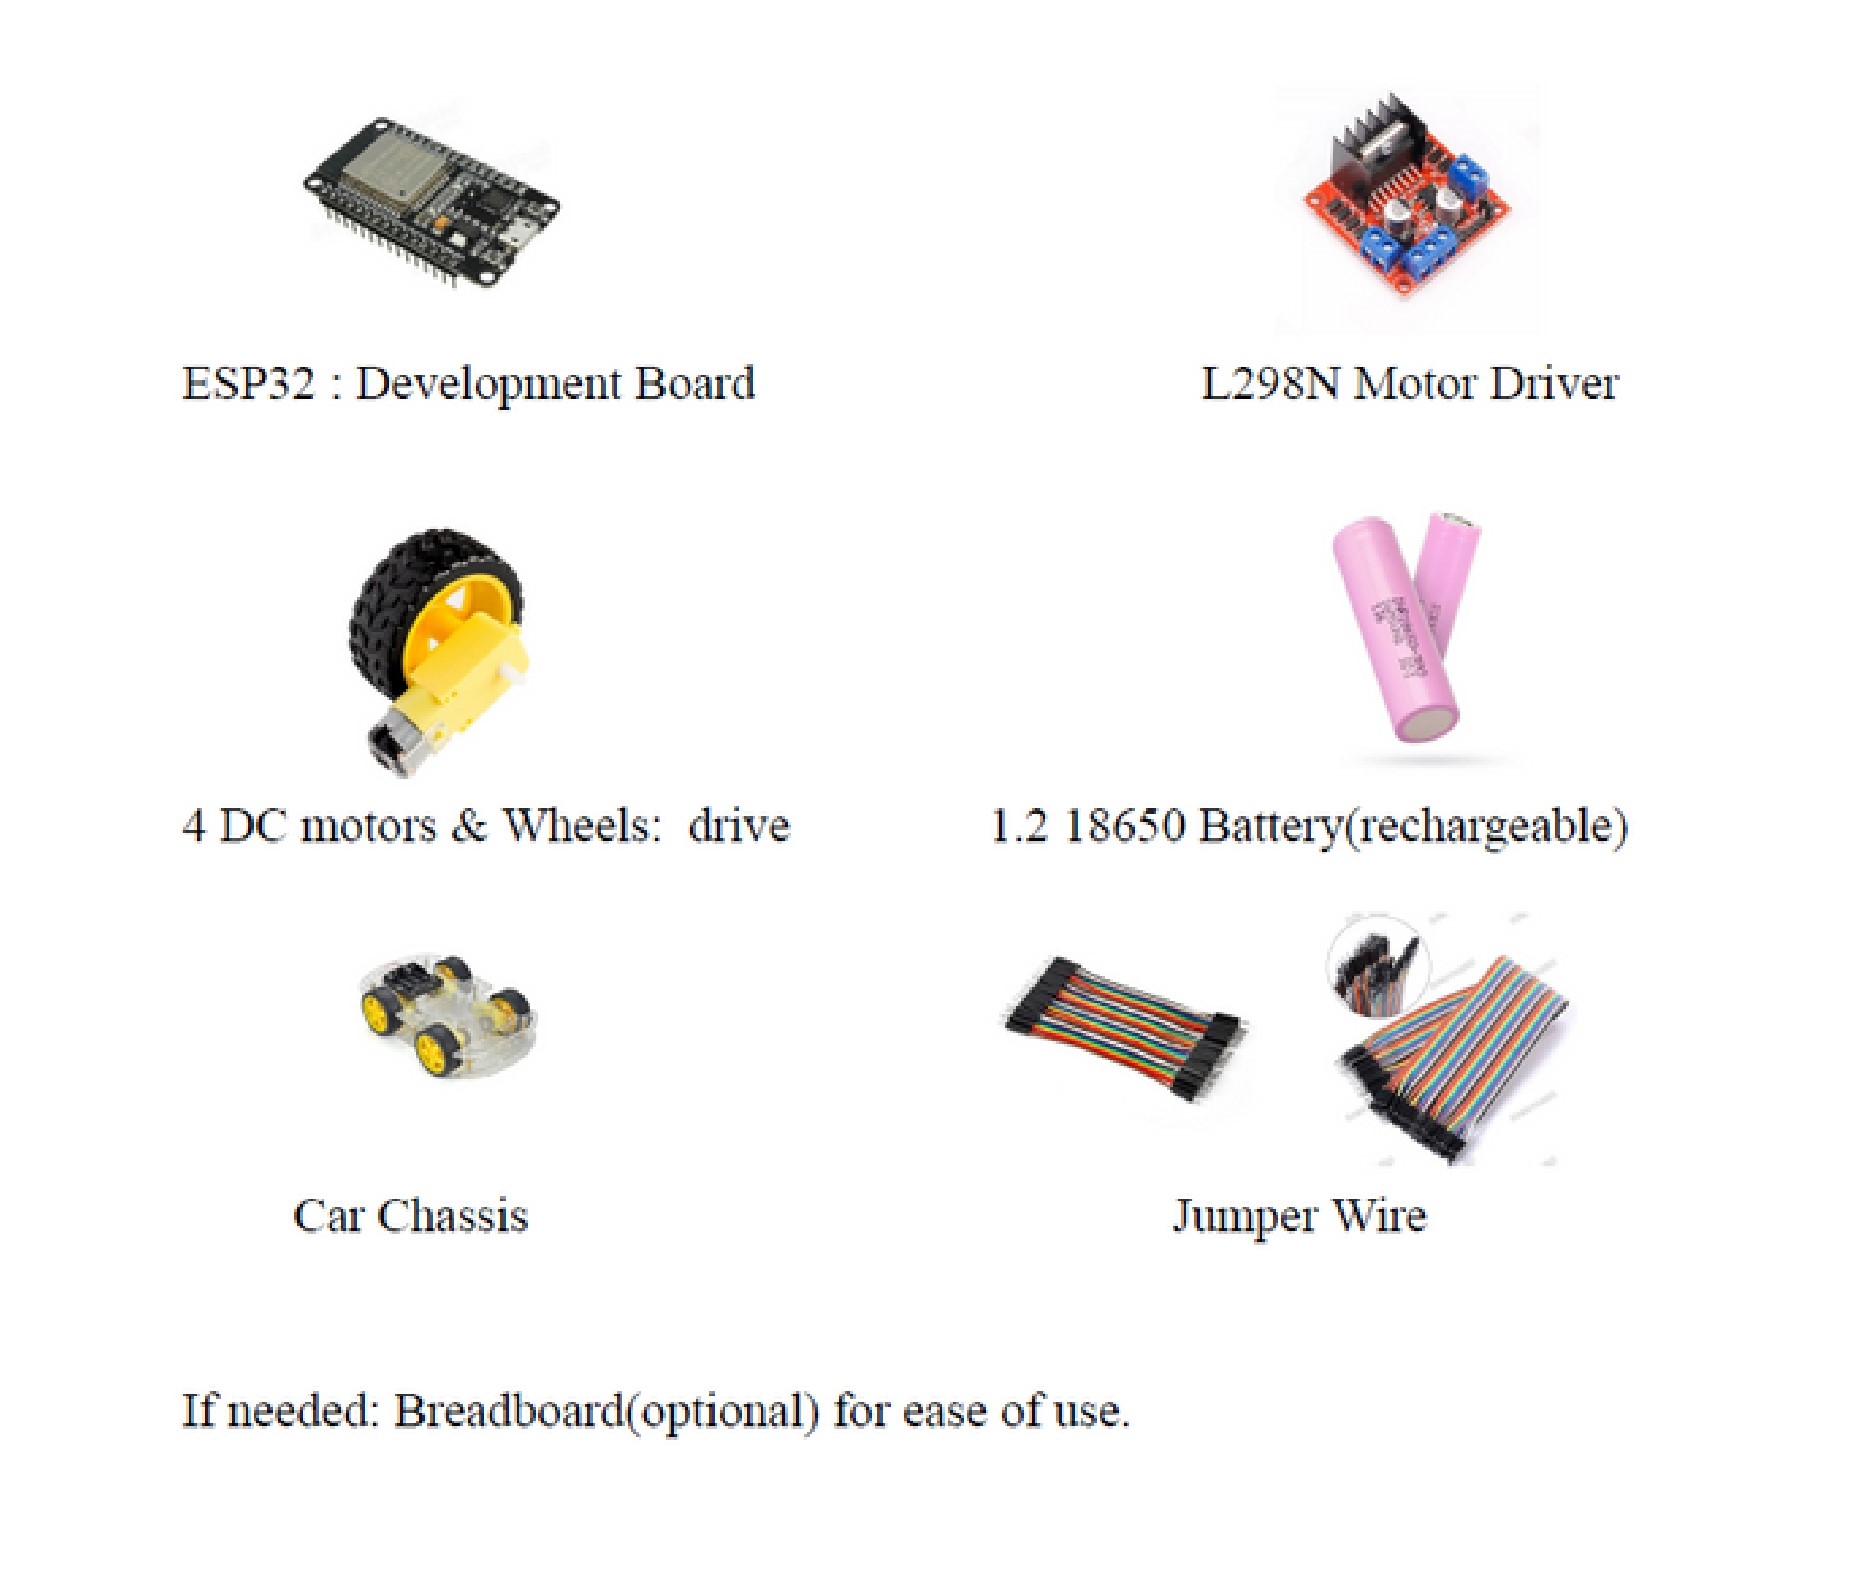 ESP32 : Development Board
L298N Motor Driver
4 DC motors & Wheels:  drive
1.2 18650 Battery(rechargeable)
Car Chassis
Jumper Wire
If needed: Breadboard(optional) for ease of use.